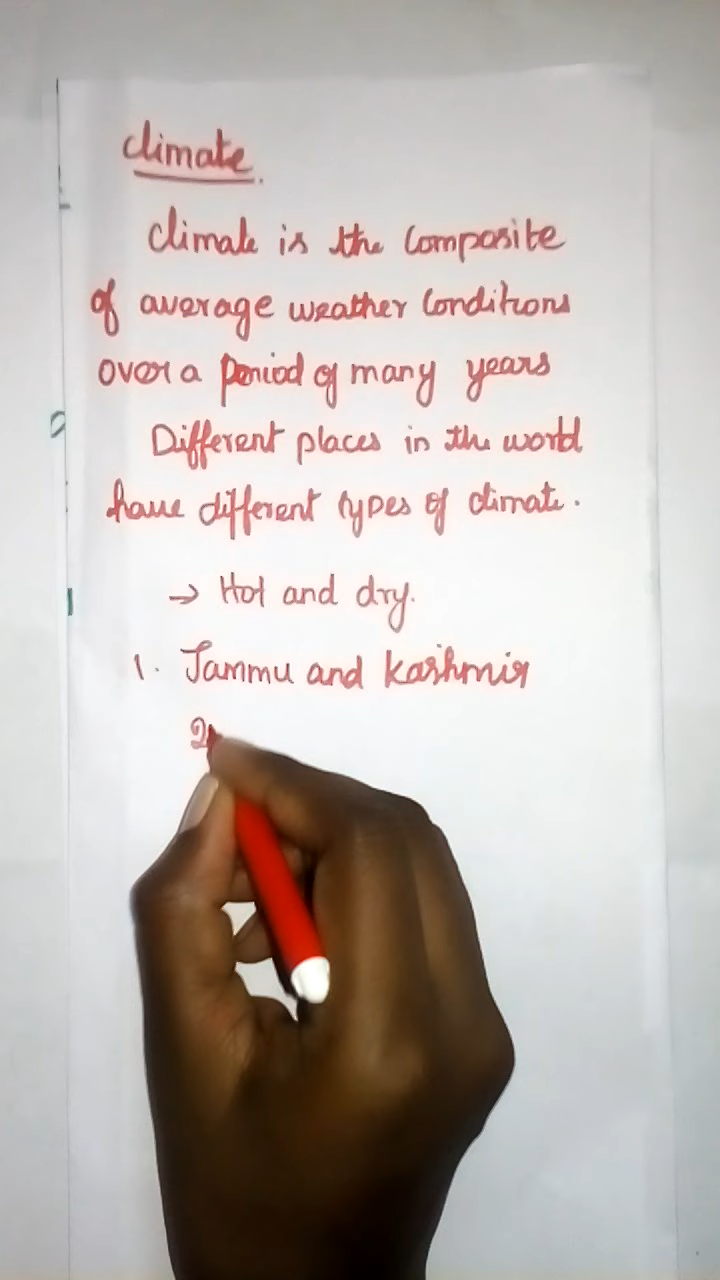 climate.
climate is the composite
of average weather conditions
over a period of many years
Different places in the world
have different types of climate.
→ Hot and dry.
1. Jammu and kashmir
2